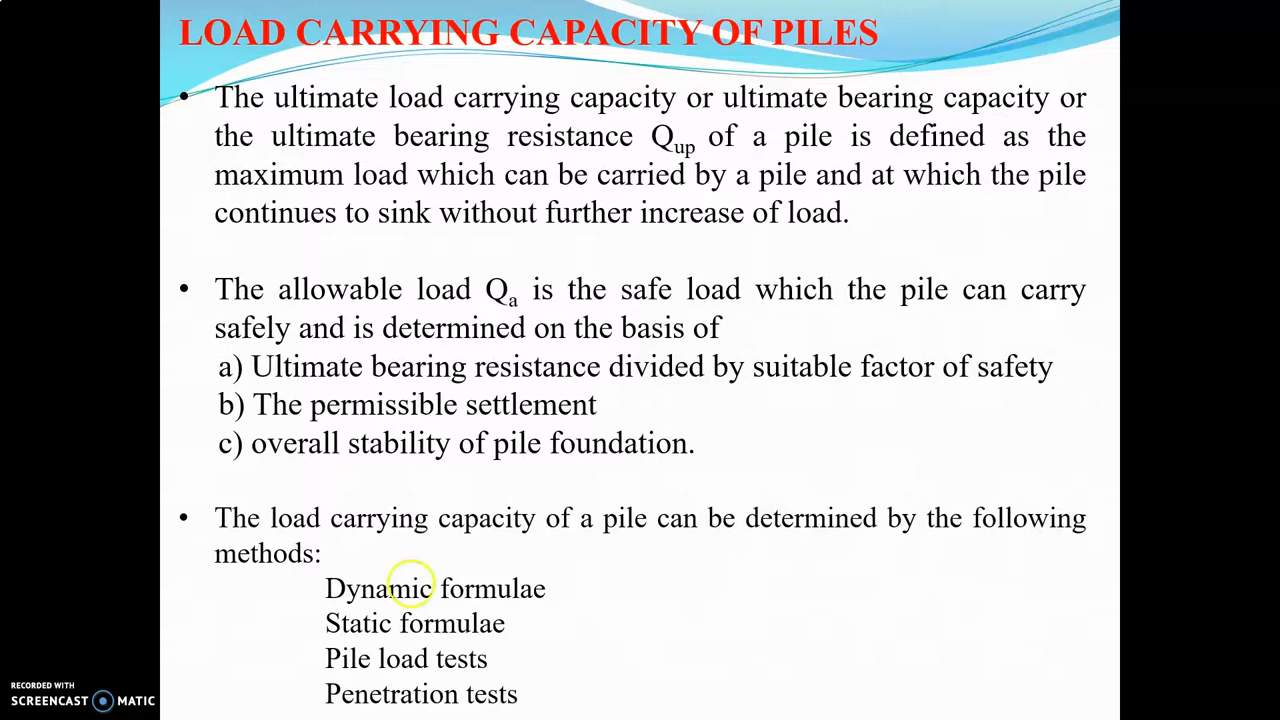 LOAD CARRYING CAPACITY OF PILES
• The ultimate load carrying capacity or ultimate bearing capacity or
the ultimate bearing resistance Qup of a pile is defined as the
maximum load which can be carried by a pile and at which the pile
continues to sink without further increase of load.
• The allowable load Qa is the safe load which the pile can carry
safely and is determined on the basis of
a) Ultimate bearing resistance divided by suitable factor of safety
b) The permissible settlement
c) overall stability of pile foundation.
• The load carrying capacity of a pile can be determined by the following
methods:
Dynamic formulae
Static formulae
Pile load tests
Penetration tests
RECORDED WITH
SCREENCAST MATIC